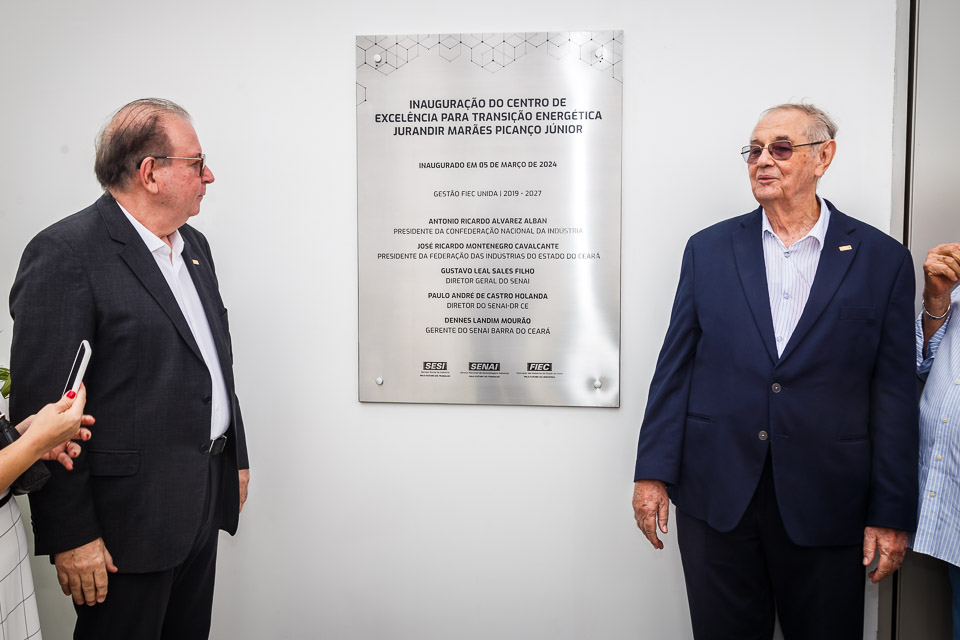 INAUGURAÇÃO DO CENTRO DE
EXCELÊNCIA PARA TRANSIÇÃO ENERGÉTICA
JURANDIR MARÃES PICANÇO JÚNIOR
INAUGURADO EM 05 DE MARÇO DE 2024
GESTÃO FIEC UNIDA | 2019 - 2027
ANTONIO RICARDO ALVAREZ ALBAN
PRESIDENTE DA CONFEDERAÇÃO NACIONAL DA INDÚSTRIA
JOSÉ RICARDO MONTENEGRO CAVALCANTE
PRESIDENTE DA FEDERAÇÃO DAS INDÚSTRIAS DO ESTADO DO CEARÁ
GUSTAVO LEAL SALES FILHO
DIRETOR GERAL DO SENAI
PAULO ANDRÉ DE CASTRO HOLANDA
DIRETOR DO SENAI-DR CE
DENNES LANDIM MOURÃO
GERENTE DO SENAI BARRA DO CEARÁ
SESI SENAI FIEC